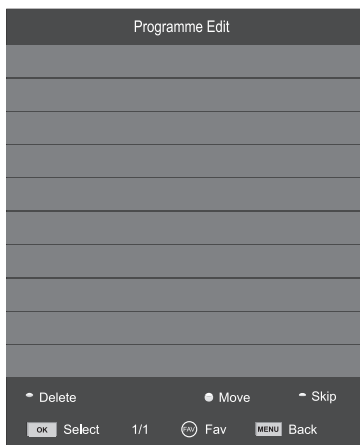 Programme Edit
Delete Move Skip
OK Select 1/1 FAV Fav MENU Back